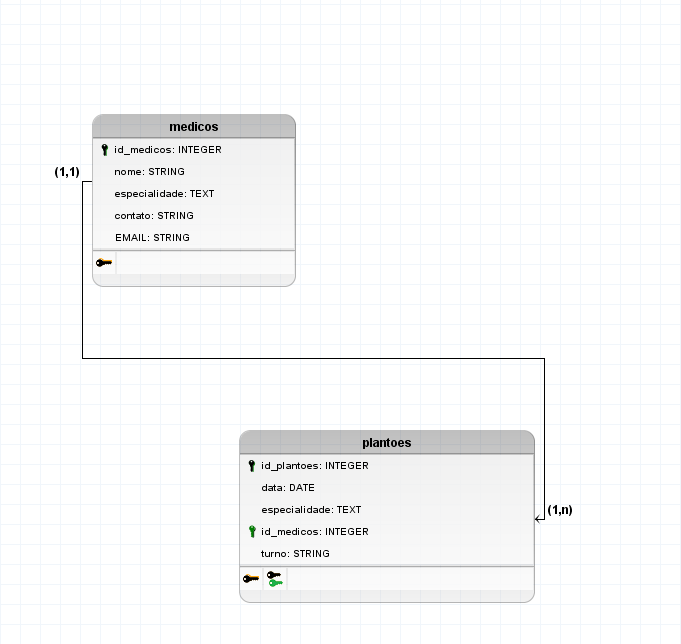 medicos
id_medicos: INTEGER
(1,1)
nome: STRING
especialidade: TEXT
contato: STRING
EMAIL: STRING
plantoes
id_plantoes: INTEGER
data: DATE
especialidade: TEXT
(1,n)
id_medicos: INTEGER
turno: STRING